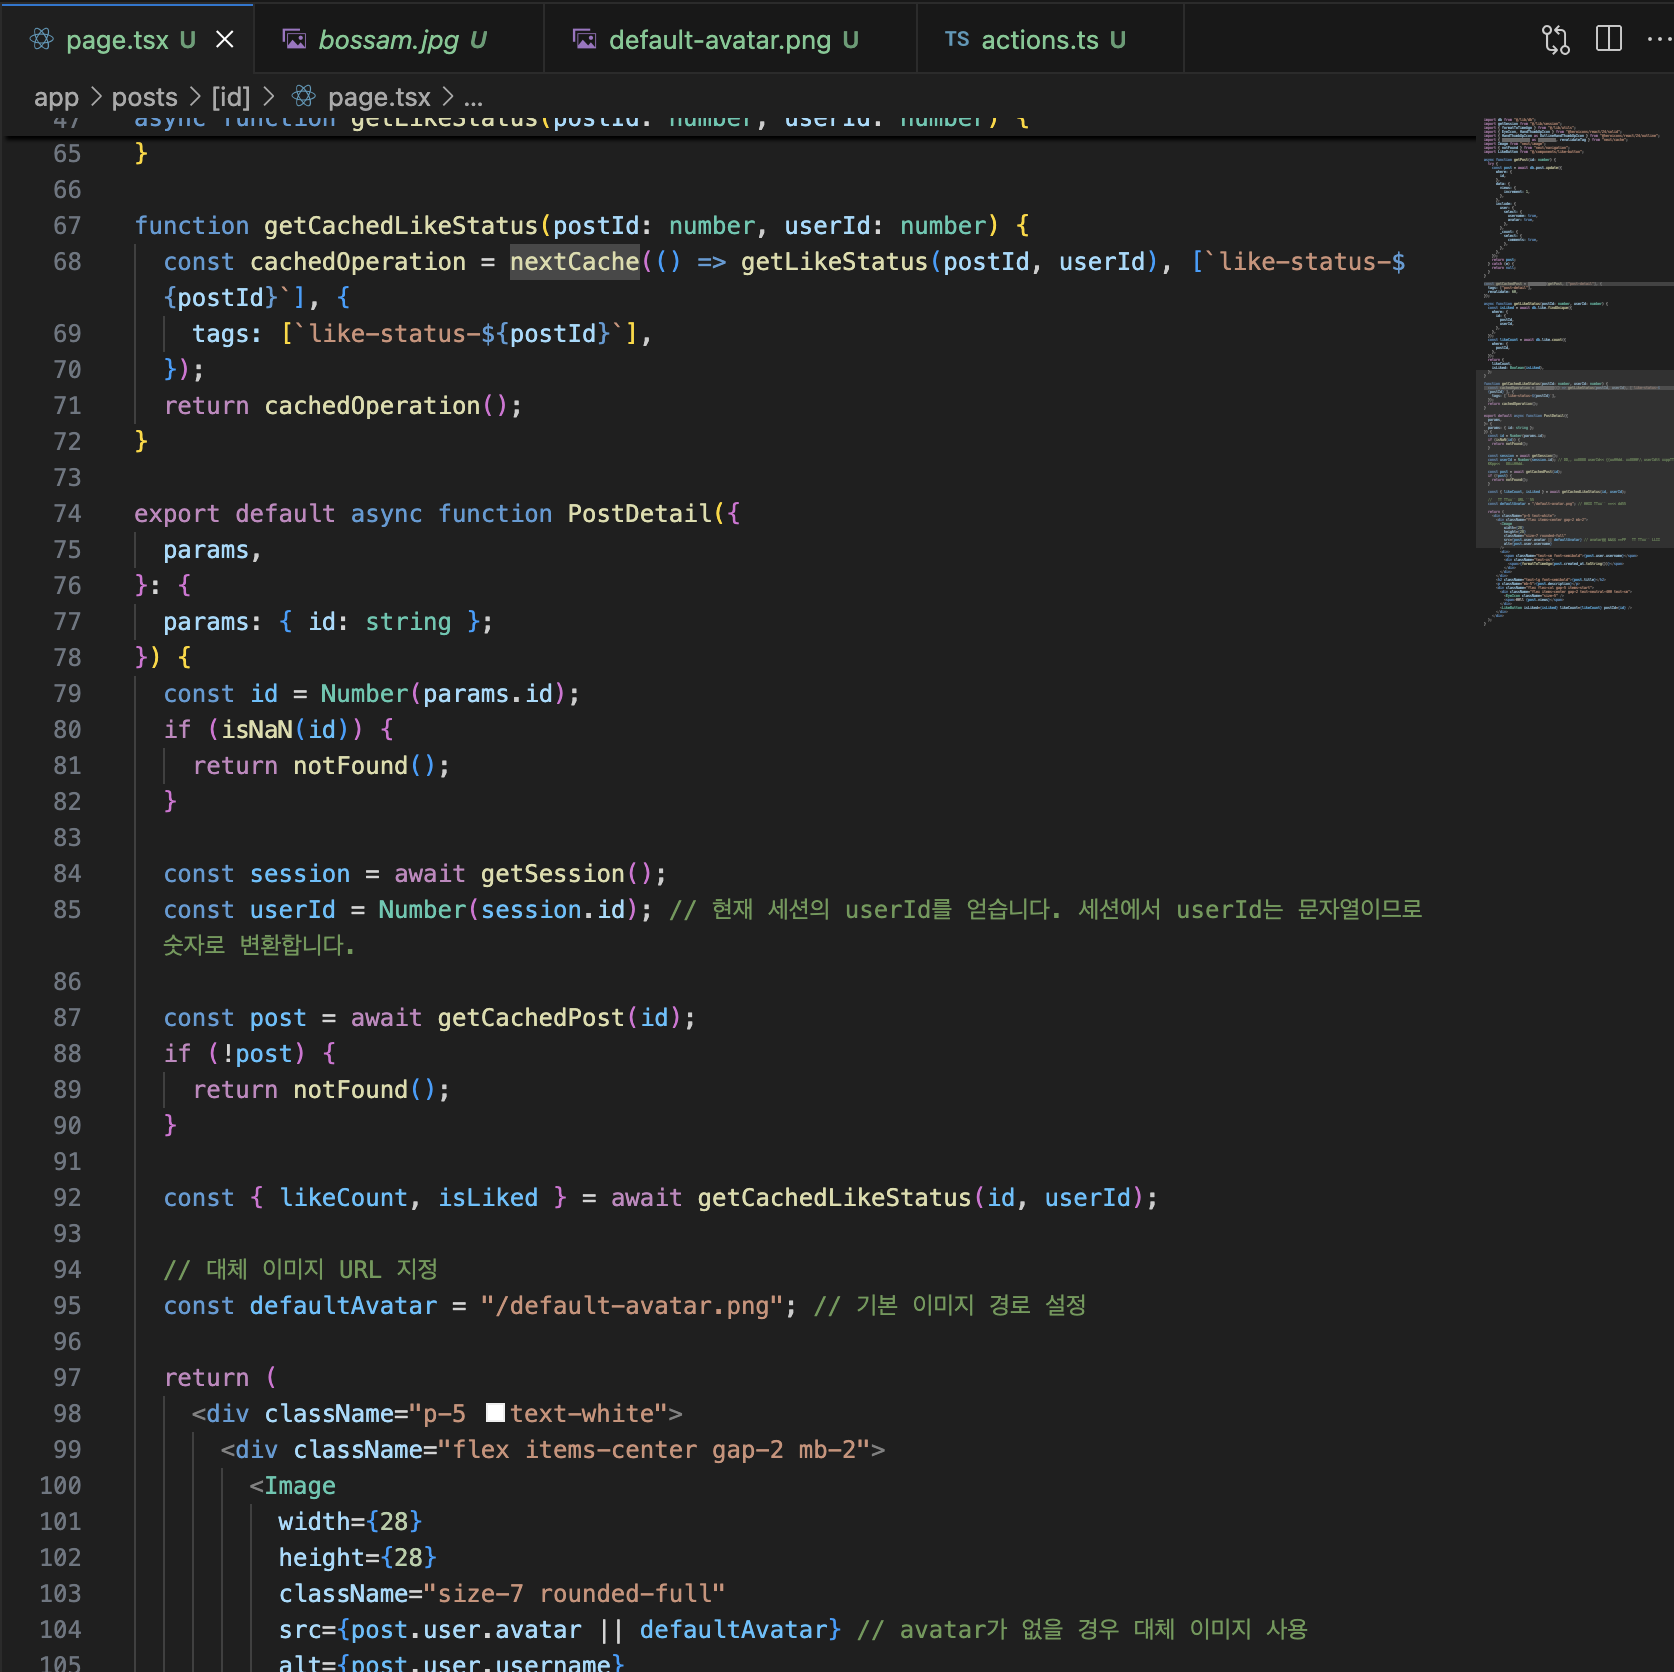 page.tsx U
bossam.jpg U
default-avatar.png U
TS actions.ts U
app > posts > [id] > page.tsx > ...
47 async function getLikeStatus(postId: number, userId: number) {
65 }
66
67 function getCachedLikeStatus(postId: number, userId: number) {
68 const cachedOperation = nextCache(() => getLikeStatus(postId, userId), [`like-status-$
{postId}`], {
69 tags: [`like-status-${postId}`],
70 });
71 return cachedOperation();
72 }
73
74 export default async function PostDetail({
75 params,
76 }: {
77 params: { id: string };
78 }) {
79 const id = Number(params.id);
80 if (isNaN(id)) {
81 return notFound();
82 }
83
84 const session = await getSession();
85 const userId = Number(session.id); // 현재 세션의 userId를 얻습니다. 세션에서 userId는 문자열이므로
숫자로 변환합니다.
86
87 const post = await getCachedPost(id);
88 if (!post) {
89 return notFound();
90 }
91
92 const { likeCount, isLiked } = await getCachedLikeStatus(id, userId);
93
94 // 대체 이미지 URL 지정
95 const defaultAvatar = "/default-avatar.png"; // 기본 이미지 경로 설정
96
97 return (
98 <div className="p-5 text-white">
99 <div className="flex items-center gap-2 mb-2">
100 <Image
101 width={28}
102 height={28}
103 className="size-7 rounded-full"
104 src={post.user.avatar || defaultAvatar} // avatar가 없을 경우 대체 이미지 사용
105 alt={post.user.username}